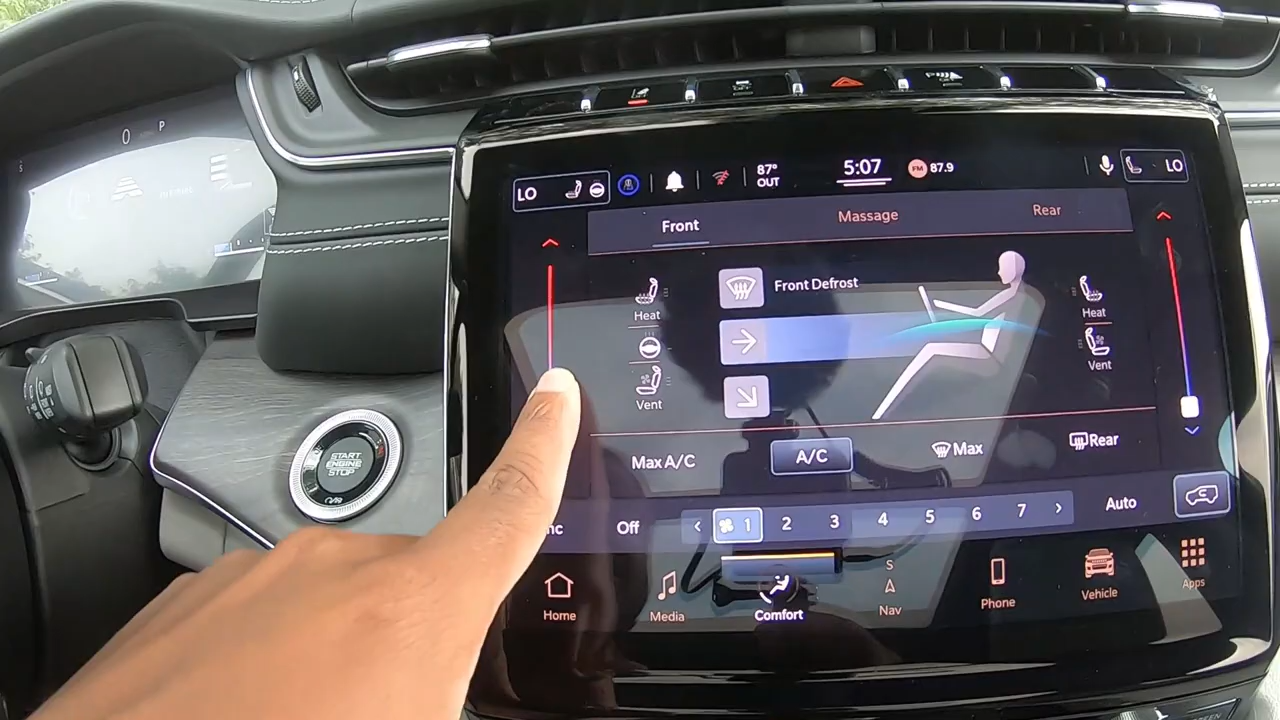 0 P
LO
87°
OUT
5:07
FM 87.9
LO
Front
Massage
Rear
Heat
Vent
Front Defrost
Heat
Vent
Max A/C
A/C
Max
Rear
Off
1 2 3 4 5 6 7
Auto
START
ENGINE
STOP
Home
Media
Comfort
S
Nav
Phone
Vehicle
Apps